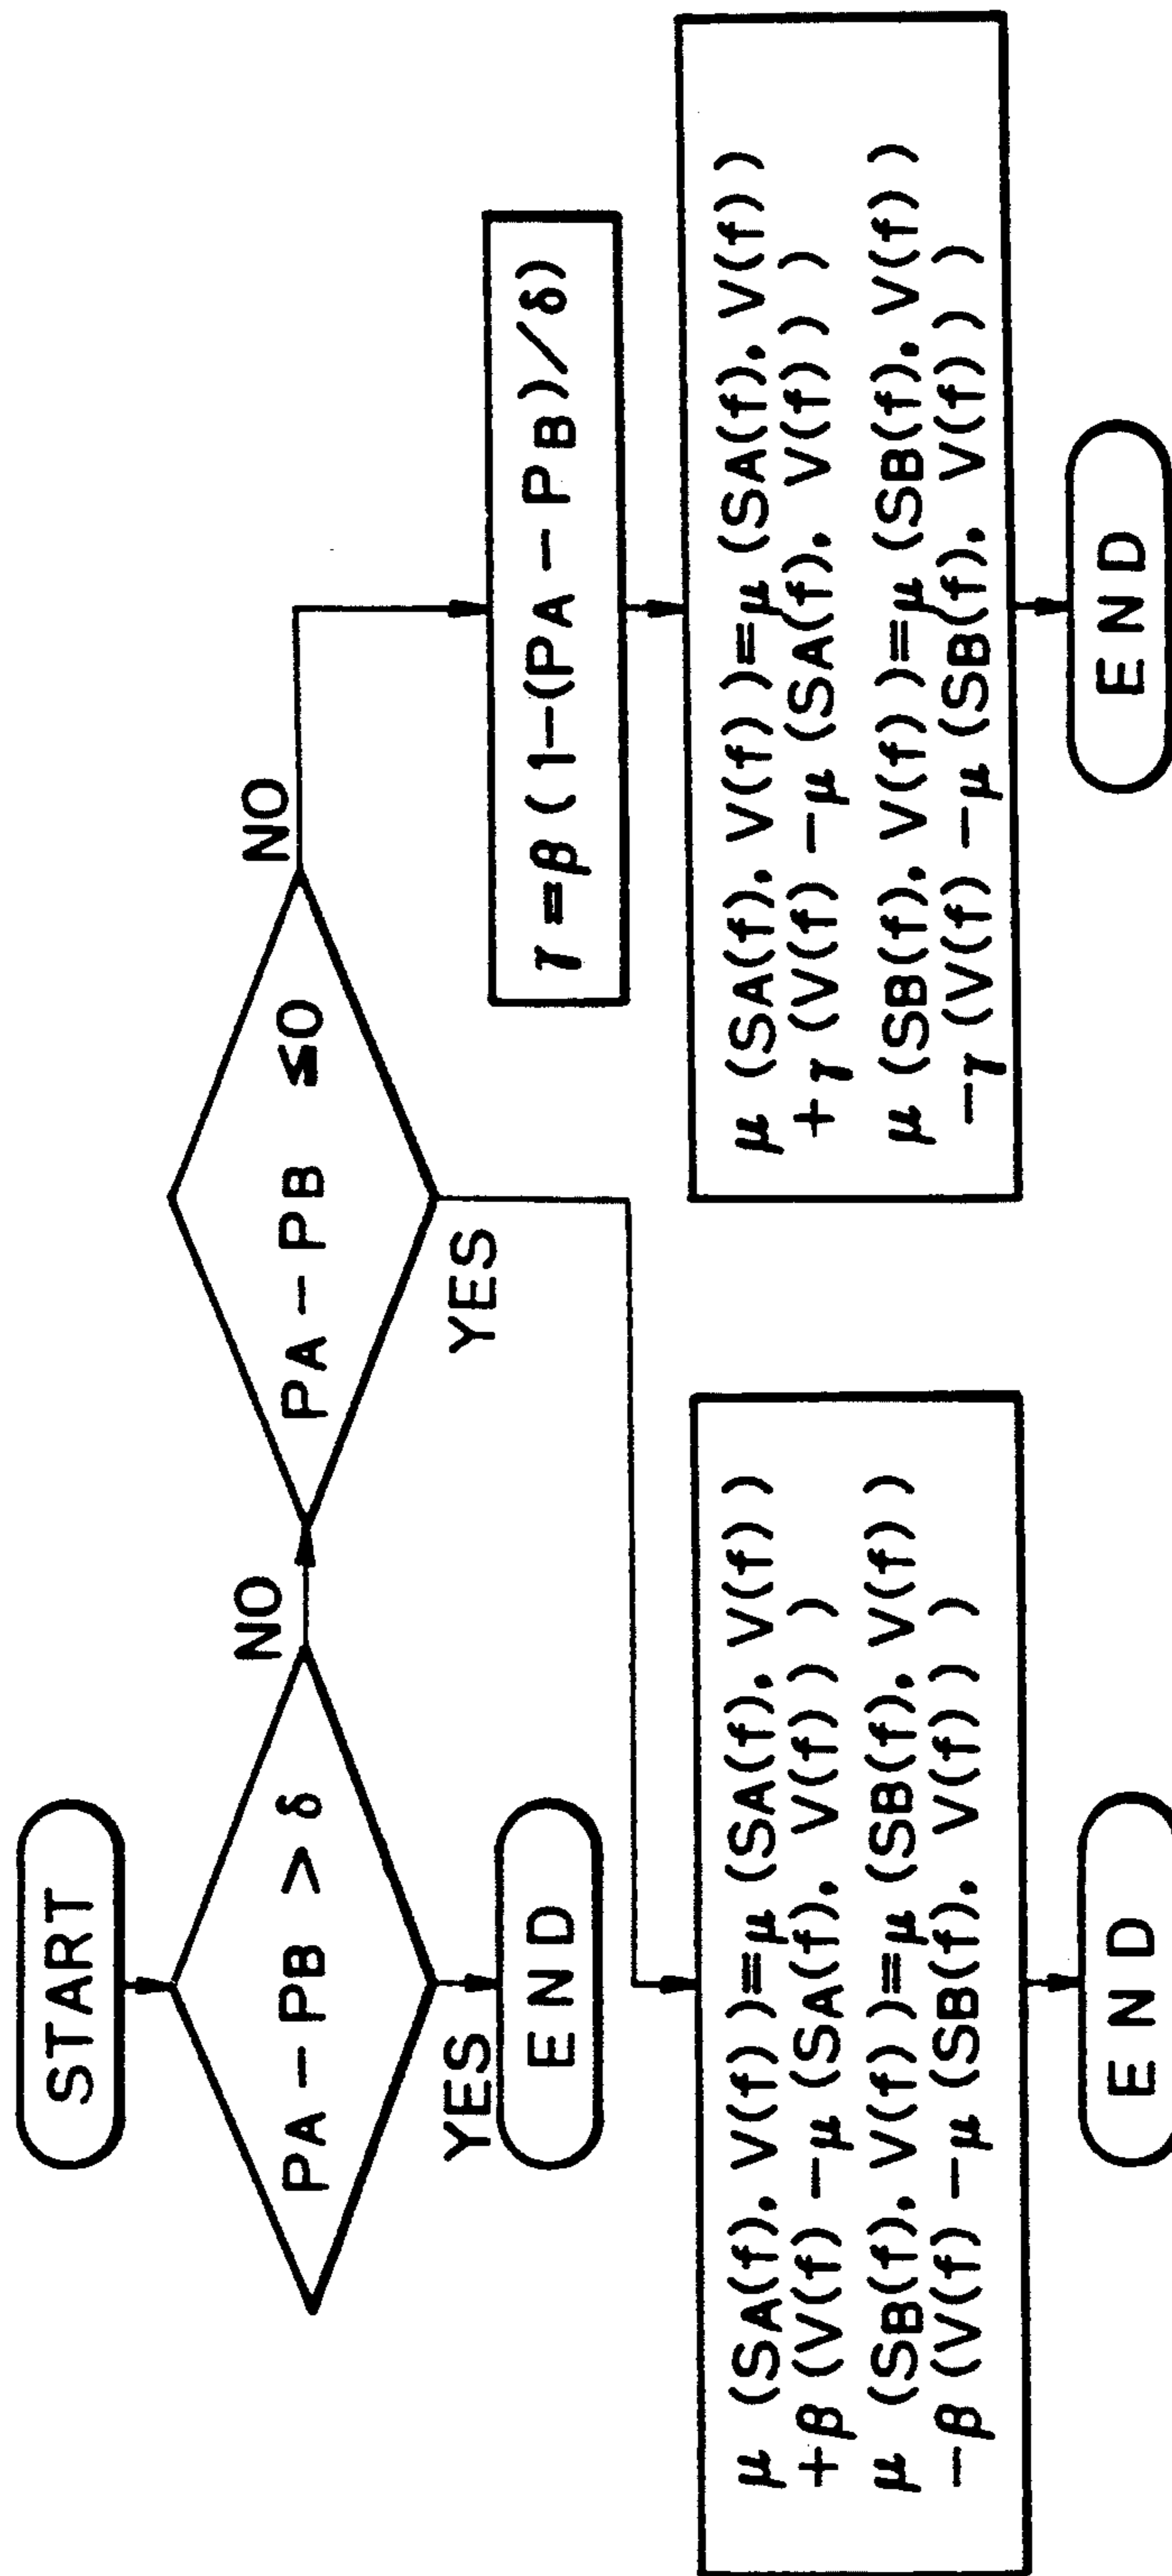 START
PA - PB > δ
NO
YES
END
PA - PB ≦0
NO
YES
γ = β (1-(PA - PB)/δ)
μ (SA(f), V(f))=μ (SA(f), V(f))
+β (V(f) -μ (SA(f), V(f)))
μ (SB(f), V(f))=μ (SB(f), V(f))
-β (V(f) -μ (SB(f), V(f)))
END
μ (SA(f), V(f))=μ (SA(f), V(f))
+γ (V(f) -μ (SA(f), V(f)))
μ (SB(f), V(f))=μ (SB(f), V(f))
-γ (V(f) -μ (SB(f), V(f)))
END